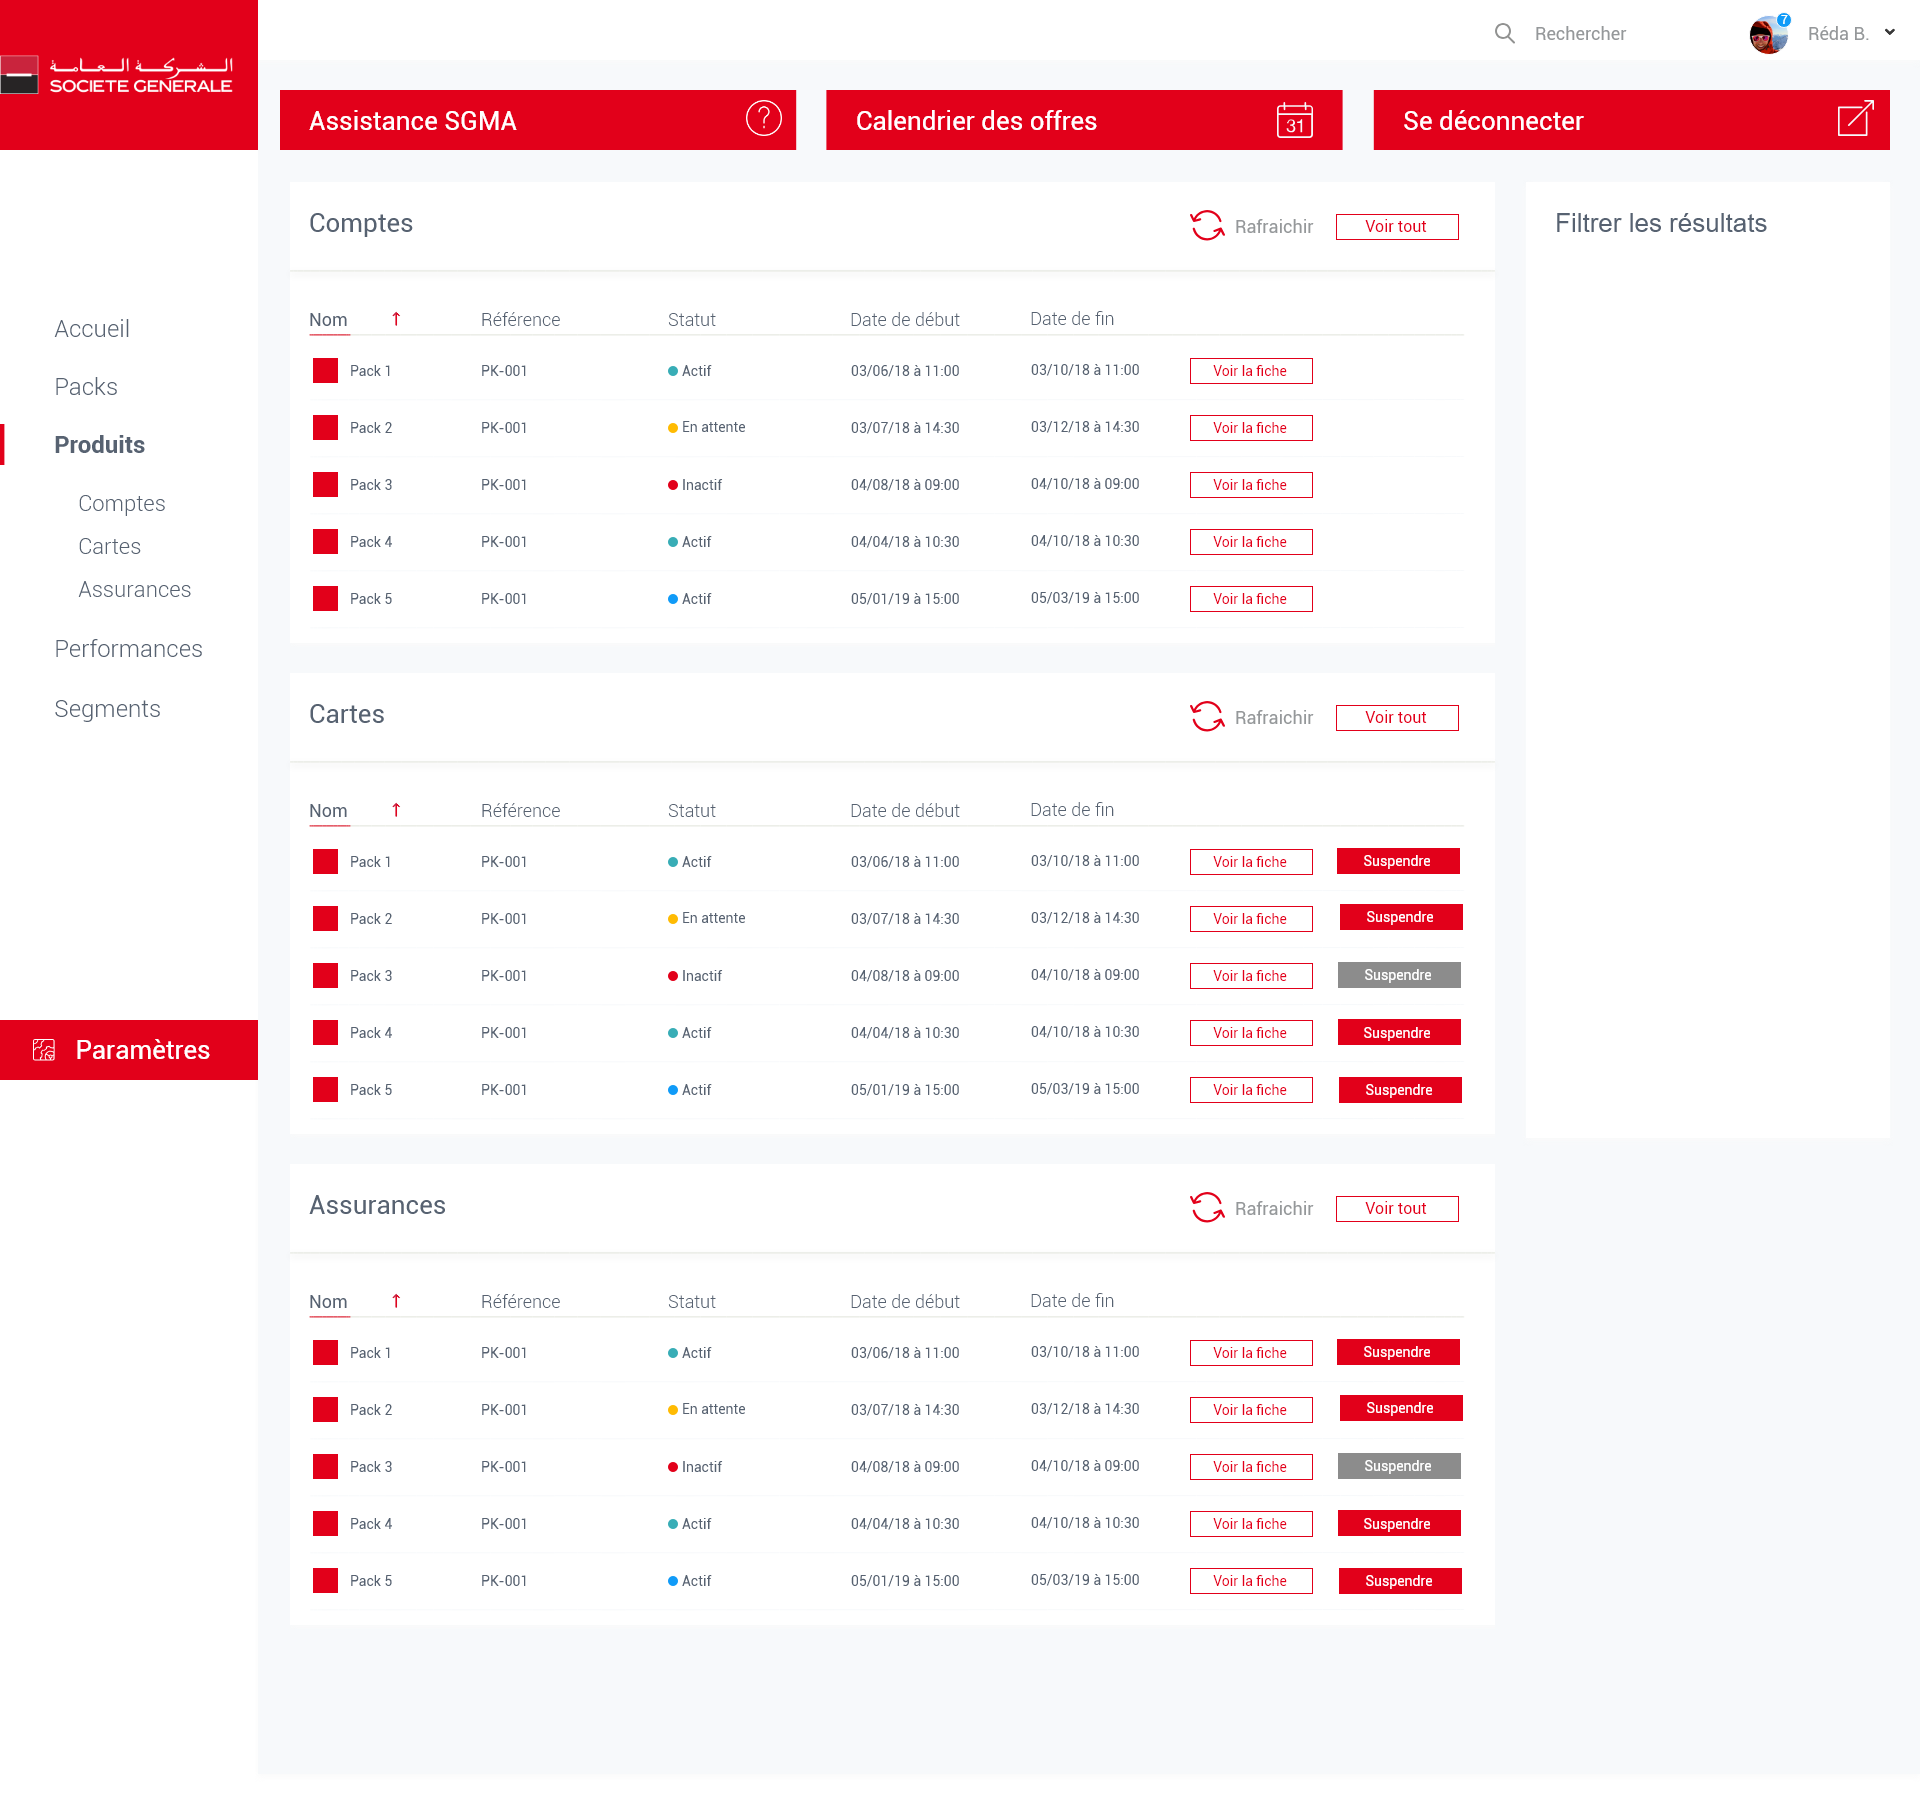 الشركة العامة
SOCIETE GENERALE
Rechercher
7
Réda B.
Assistance SGMA ?
Calendrier des offres 31
Se déconnecter
Accueil
Packs
Produits
Comptes
Cartes
Assurances
Performances
Segments
Paramètres
Comptes Rafraichir Voir tout
Nom Référence Statut Date de début Date de fin
Pack 1 PK-001 Actif 03/06/18 à 11:00 03/10/18 à 11:00 Voir la fiche
Pack 2 PK-001 En attente 03/07/18 à 14:30 03/12/18 à 14:30 Voir la fiche
Pack 3 PK-001 Inactif 04/08/18 à 09:00 04/10/18 à 09:00 Voir la fiche
Pack 4 PK-001 Actif 04/04/18 à 10:30 04/10/18 à 10:30 Voir la fiche
Pack 5 PK-001 Actif 05/01/19 à 15:00 05/03/19 à 15:00 Voir la fiche
Cartes Rafraichir Voir tout
Nom Référence Statut Date de début Date de fin
Pack 1 PK-001 Actif 03/06/18 à 11:00 03/10/18 à 11:00 Voir la fiche Suspendre
Pack 2 PK-001 En attente 03/07/18 à 14:30 03/12/18 à 14:30 Voir la fiche Suspendre
Pack 3 PK-001 Inactif 04/08/18 à 09:00 04/10/18 à 09:00 Voir la fiche Suspendre
Pack 4 PK-001 Actif 04/04/18 à 10:30 04/10/18 à 10:30 Voir la fiche Suspendre
Pack 5 PK-001 Actif 05/01/19 à 15:00 05/03/19 à 15:00 Voir la fiche Suspendre
Assurances Rafraichir Voir tout
Nom Référence Statut Date de début Date de fin
Pack 1 PK-001 Actif 03/06/18 à 11:00 03/10/18 à 11:00 Voir la fiche Suspendre
Pack 2 PK-001 En attente 03/07/18 à 14:30 03/12/18 à 14:30 Voir la fiche Suspendre
Pack 3 PK-001 Inactif 04/08/18 à 09:00 04/10/18 à 09:00 Voir la fiche Suspendre
Pack 4 PK-001 Actif 04/04/18 à 10:30 04/10/18 à 10:30 Voir la fiche Suspendre
Pack 5 PK-001 Actif 05/01/19 à 15:00 05/03/19 à 15:00 Voir la fiche Suspendre
Filtrer les résultats